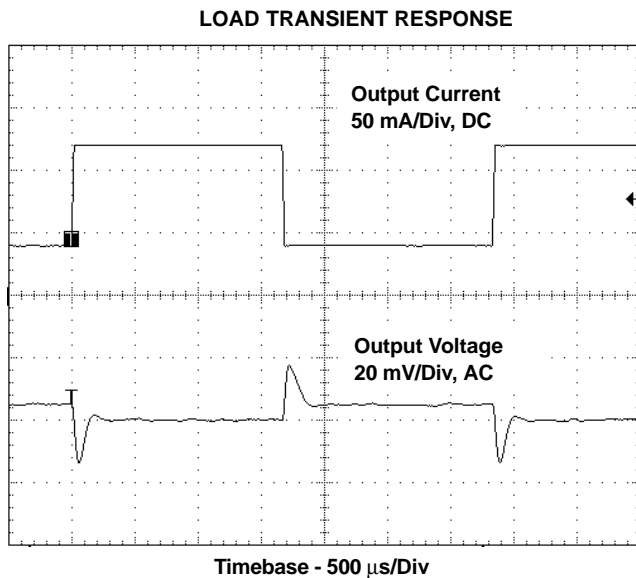 LOAD TRANSIENT RESPONSE
Output Current
50 mA/Div, DC
Output Voltage
20 mV/Div, AC
Timebase - 500 μs/Div